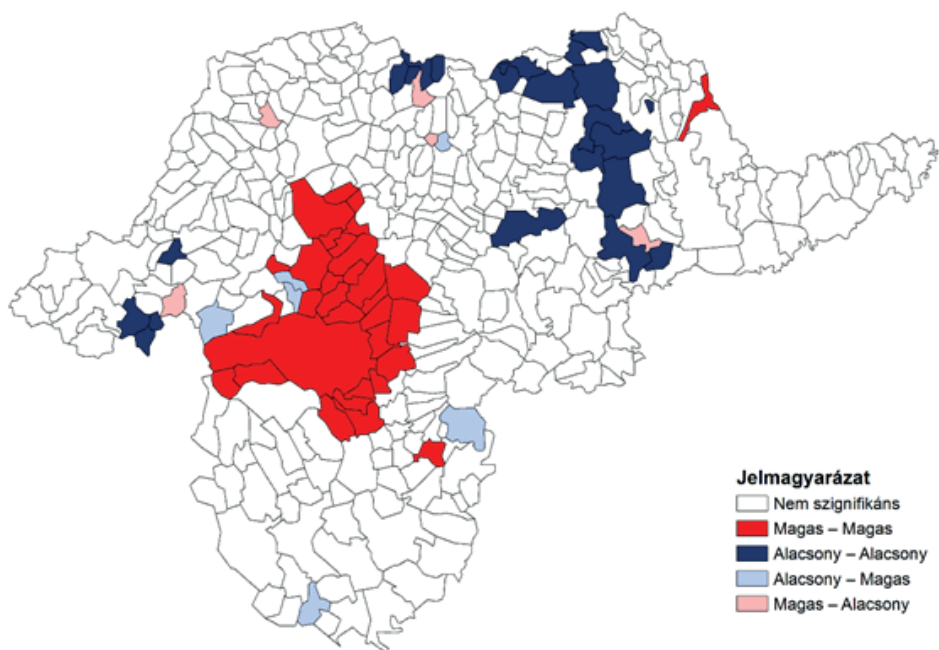 Jelmagyarázat
Nem szignifikáns
Magas – Magas
Alacsony – Alacsony
Alacsony – Magas
Magas – Alacsony